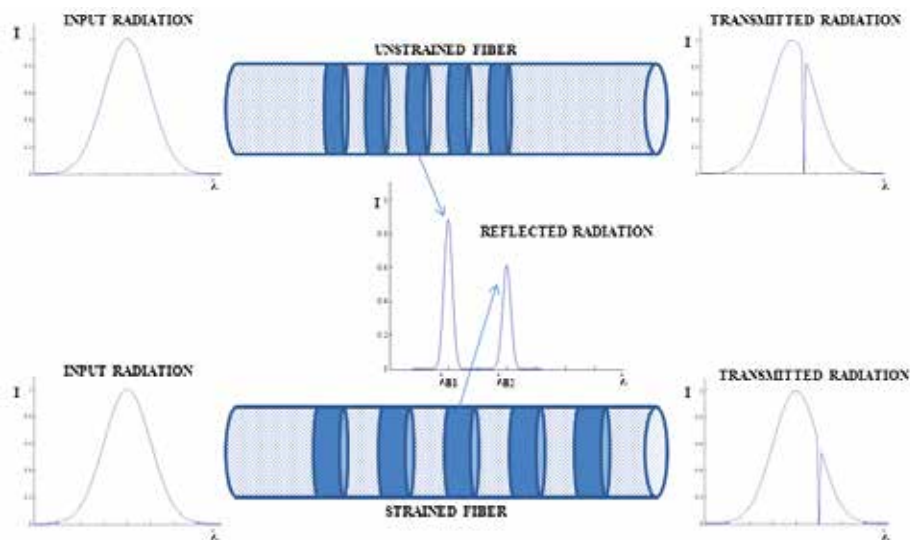 INPUT RADIATION
TRANSMITTED RADIATION
I
UNSTRAINED FIBER
I
λ
λ
I
REFLECTED RADIATION
λB1
λB2
λ
INPUT RADIATION
TRANSMITTED RADIATION
I
I
STRAINED FIBER
λ
λ